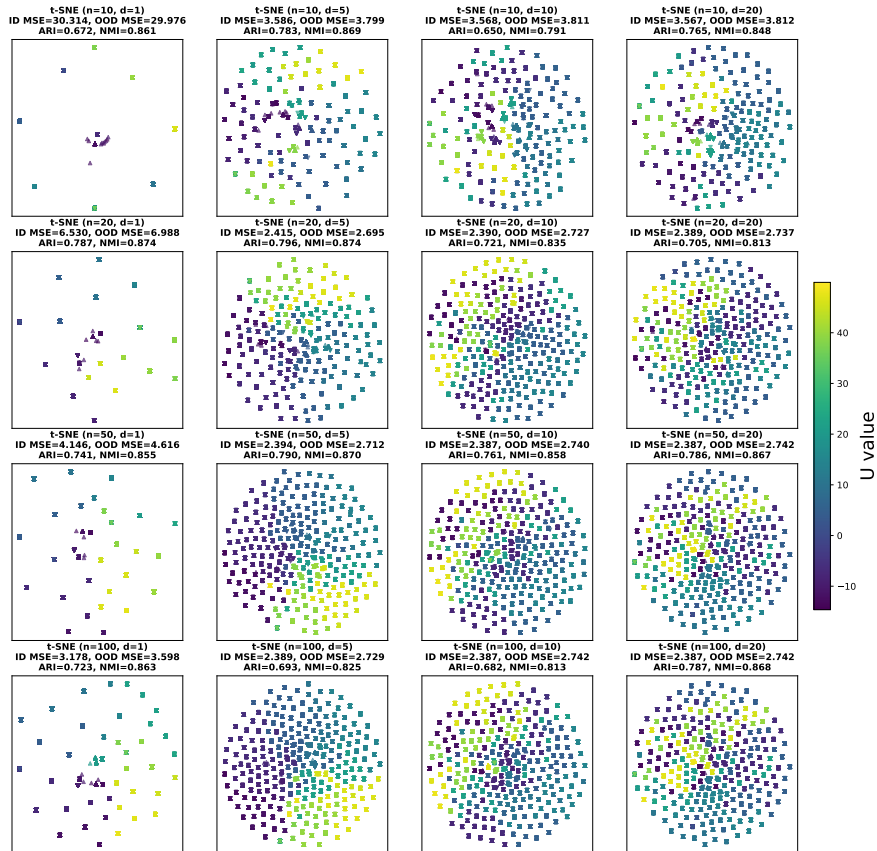 t-SNE (n=10, d=1)
ID MSE=30.314, OOD MSE=29.976
ARI=0.672, NMI=0.861
t-SNE (n=10, d=5)
ID MSE=3.586, OOD MSE=3.799
ARI=0.783, NMI=0.869
t-SNE (n=10, d=10)
ID MSE=3.568, OOD MSE=3.811
ARI=0.650, NMI=0.791
t-SNE (n=10, d=20)
ID MSE=3.567, OOD MSE=3.812
ARI=0.765, NMI=0.848
t-SNE (n=20, d=1)
ID MSE=6.530, OOD MSE=6.988
ARI=0.787, NMI=0.874
t-SNE (n=20, d=5)
ID MSE=2.415, OOD MSE=2.695
ARI=0.796, NMI=0.874
t-SNE (n=20, d=10)
ID MSE=2.390, OOD MSE=2.727
ARI=0.721, NMI=0.835
t-SNE (n=20, d=20)
ID MSE=2.389, OOD MSE=2.737
ARI=0.705, NMI=0.813
t-SNE (n=50, d=1)
ID MSE=4.146, OOD MSE=4.616
ARI=0.741, NMI=0.855
t-SNE (n=50, d=5)
ID MSE=2.394, OOD MSE=2.712
ARI=0.790, NMI=0.870
t-SNE (n=50, d=10)
ID MSE=2.387, OOD MSE=2.740
ARI=0.761, NMI=0.858
t-SNE (n=50, d=20)
ID MSE=2.387, OOD MSE=2.742
ARI=0.786, NMI=0.867
t-SNE (n=100, d=1)
ID MSE=3.178, OOD MSE=3.598
ARI=0.723, NMI=0.863
t-SNE (n=100, d=5)
ID MSE=2.389, OOD MSE=2.729
ARI=0.693, NMI=0.825
t-SNE (n=100, d=10)
ID MSE=2.387, OOD MSE=2.742
ARI=0.682, NMI=0.813
t-SNE (n=100, d=20)
ID MSE=2.387, OOD MSE=2.742
ARI=0.787, NMI=0.868
40
30
20
10
0
−10
U value